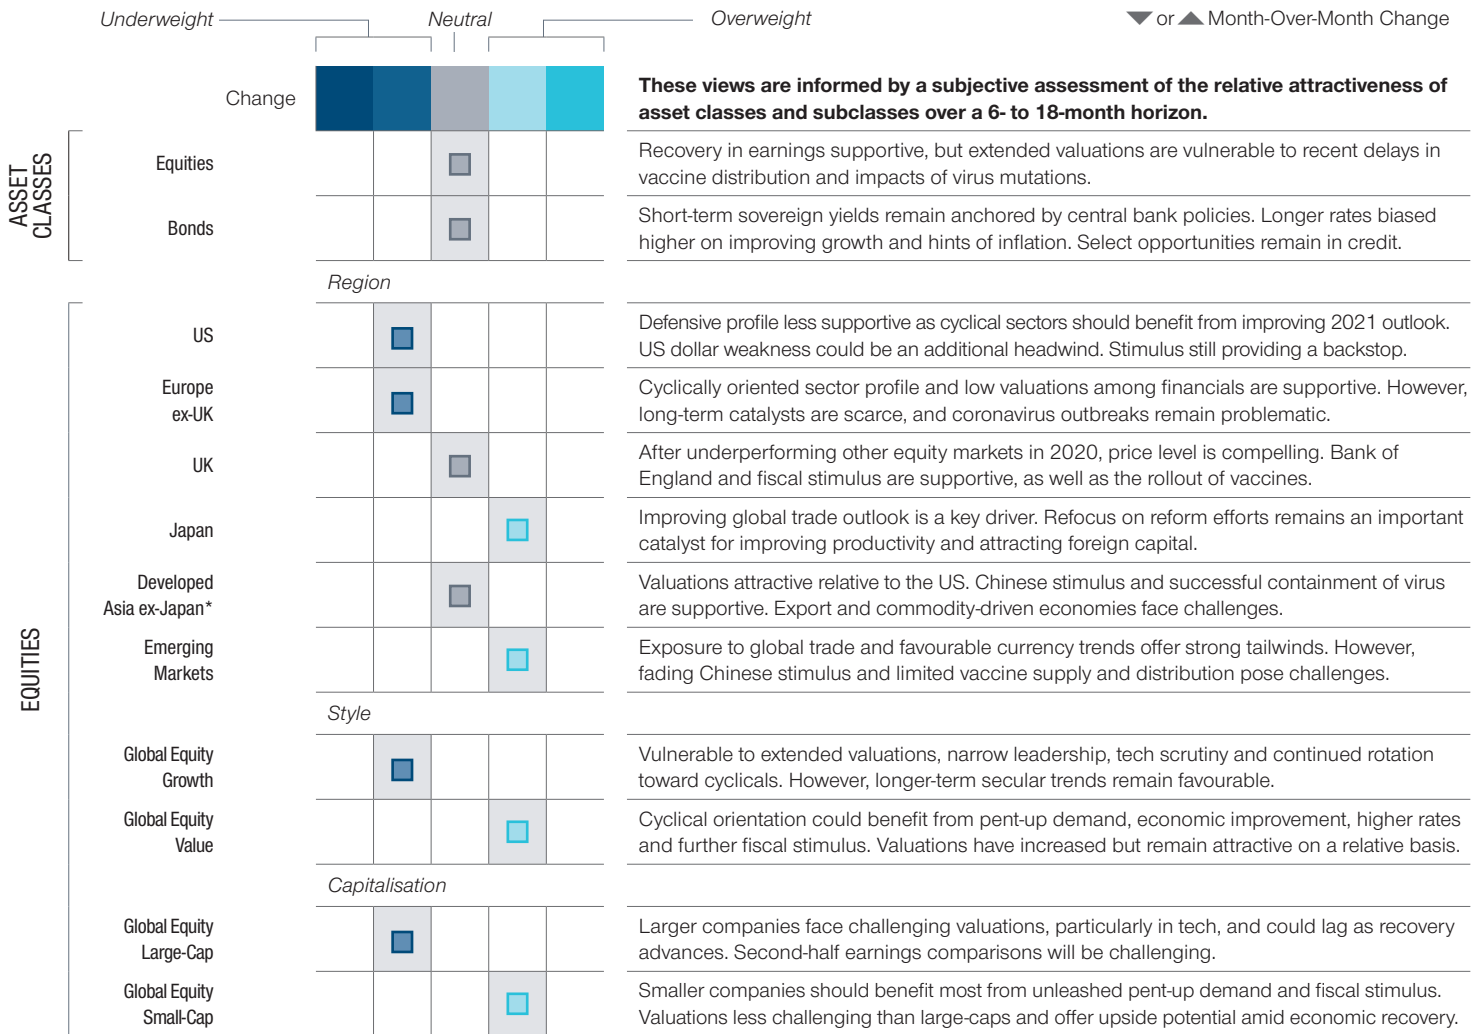 Underweight Neutral Overweight ▼ or ▲ Month-Over-Month Change
Change
These views are informed by a subjective assessment of the relative attractiveness of
asset classes and subclasses over a 6- to 18-month horizon.
ASSET
CLASSES
Equities
Recovery in earnings supportive, but extended valuations are vulnerable to recent delays in
vaccine distribution and impacts of virus mutations.
Bonds
Short-term sovereign yields remain anchored by central bank policies. Longer rates biased
higher on improving growth and hints of inflation. Select opportunities remain in credit.
EQUITIES
Region
US
Defensive profile less supportive as cyclical sectors should benefit from improving 2021 outlook.
US dollar weakness could be an additional headwind. Stimulus still providing a backstop.
Europe
ex-UK
Cyclically oriented sector profile and low valuations among financials are supportive. However,
long-term catalysts are scarce, and coronavirus outbreaks remain problematic.
UK
After underperforming other equity markets in 2020, price level is compelling. Bank of
England and fiscal stimulus are supportive, as well as the rollout of vaccines.
Japan
Improving global trade outlook is a key driver. Refocus on reform efforts remains an important
catalyst for improving productivity and attracting foreign capital.
Developed
Asia ex-Japan*
Valuations attractive relative to the US. Chinese stimulus and successful containment of virus
are supportive. Export and commodity-driven economies face challenges.
Emerging
Markets
Exposure to global trade and favourable currency trends offer strong tailwinds. However,
fading Chinese stimulus and limited vaccine supply and distribution pose challenges.
Style
Global Equity
Growth
Vulnerable to extended valuations, narrow leadership, tech scrutiny and continued rotation
toward cyclicals. However, longer-term secular trends remain favourable.
Global Equity
Value
Cyclical orientation could benefit from pent-up demand, economic improvement, higher rates
and further fiscal stimulus. Valuations have increased but remain attractive on a relative basis.
Capitalisation
Global Equity
Large-Cap
Larger companies face challenging valuations, particularly in tech, and could lag as recovery
advances. Second-half earnings comparisons will be challenging.
Global Equity
Small-Cap
Smaller companies should benefit most from unleashed pent-up demand and fiscal stimulus.
Valuations less challenging than large-caps and offer upside potential amid economic recovery.